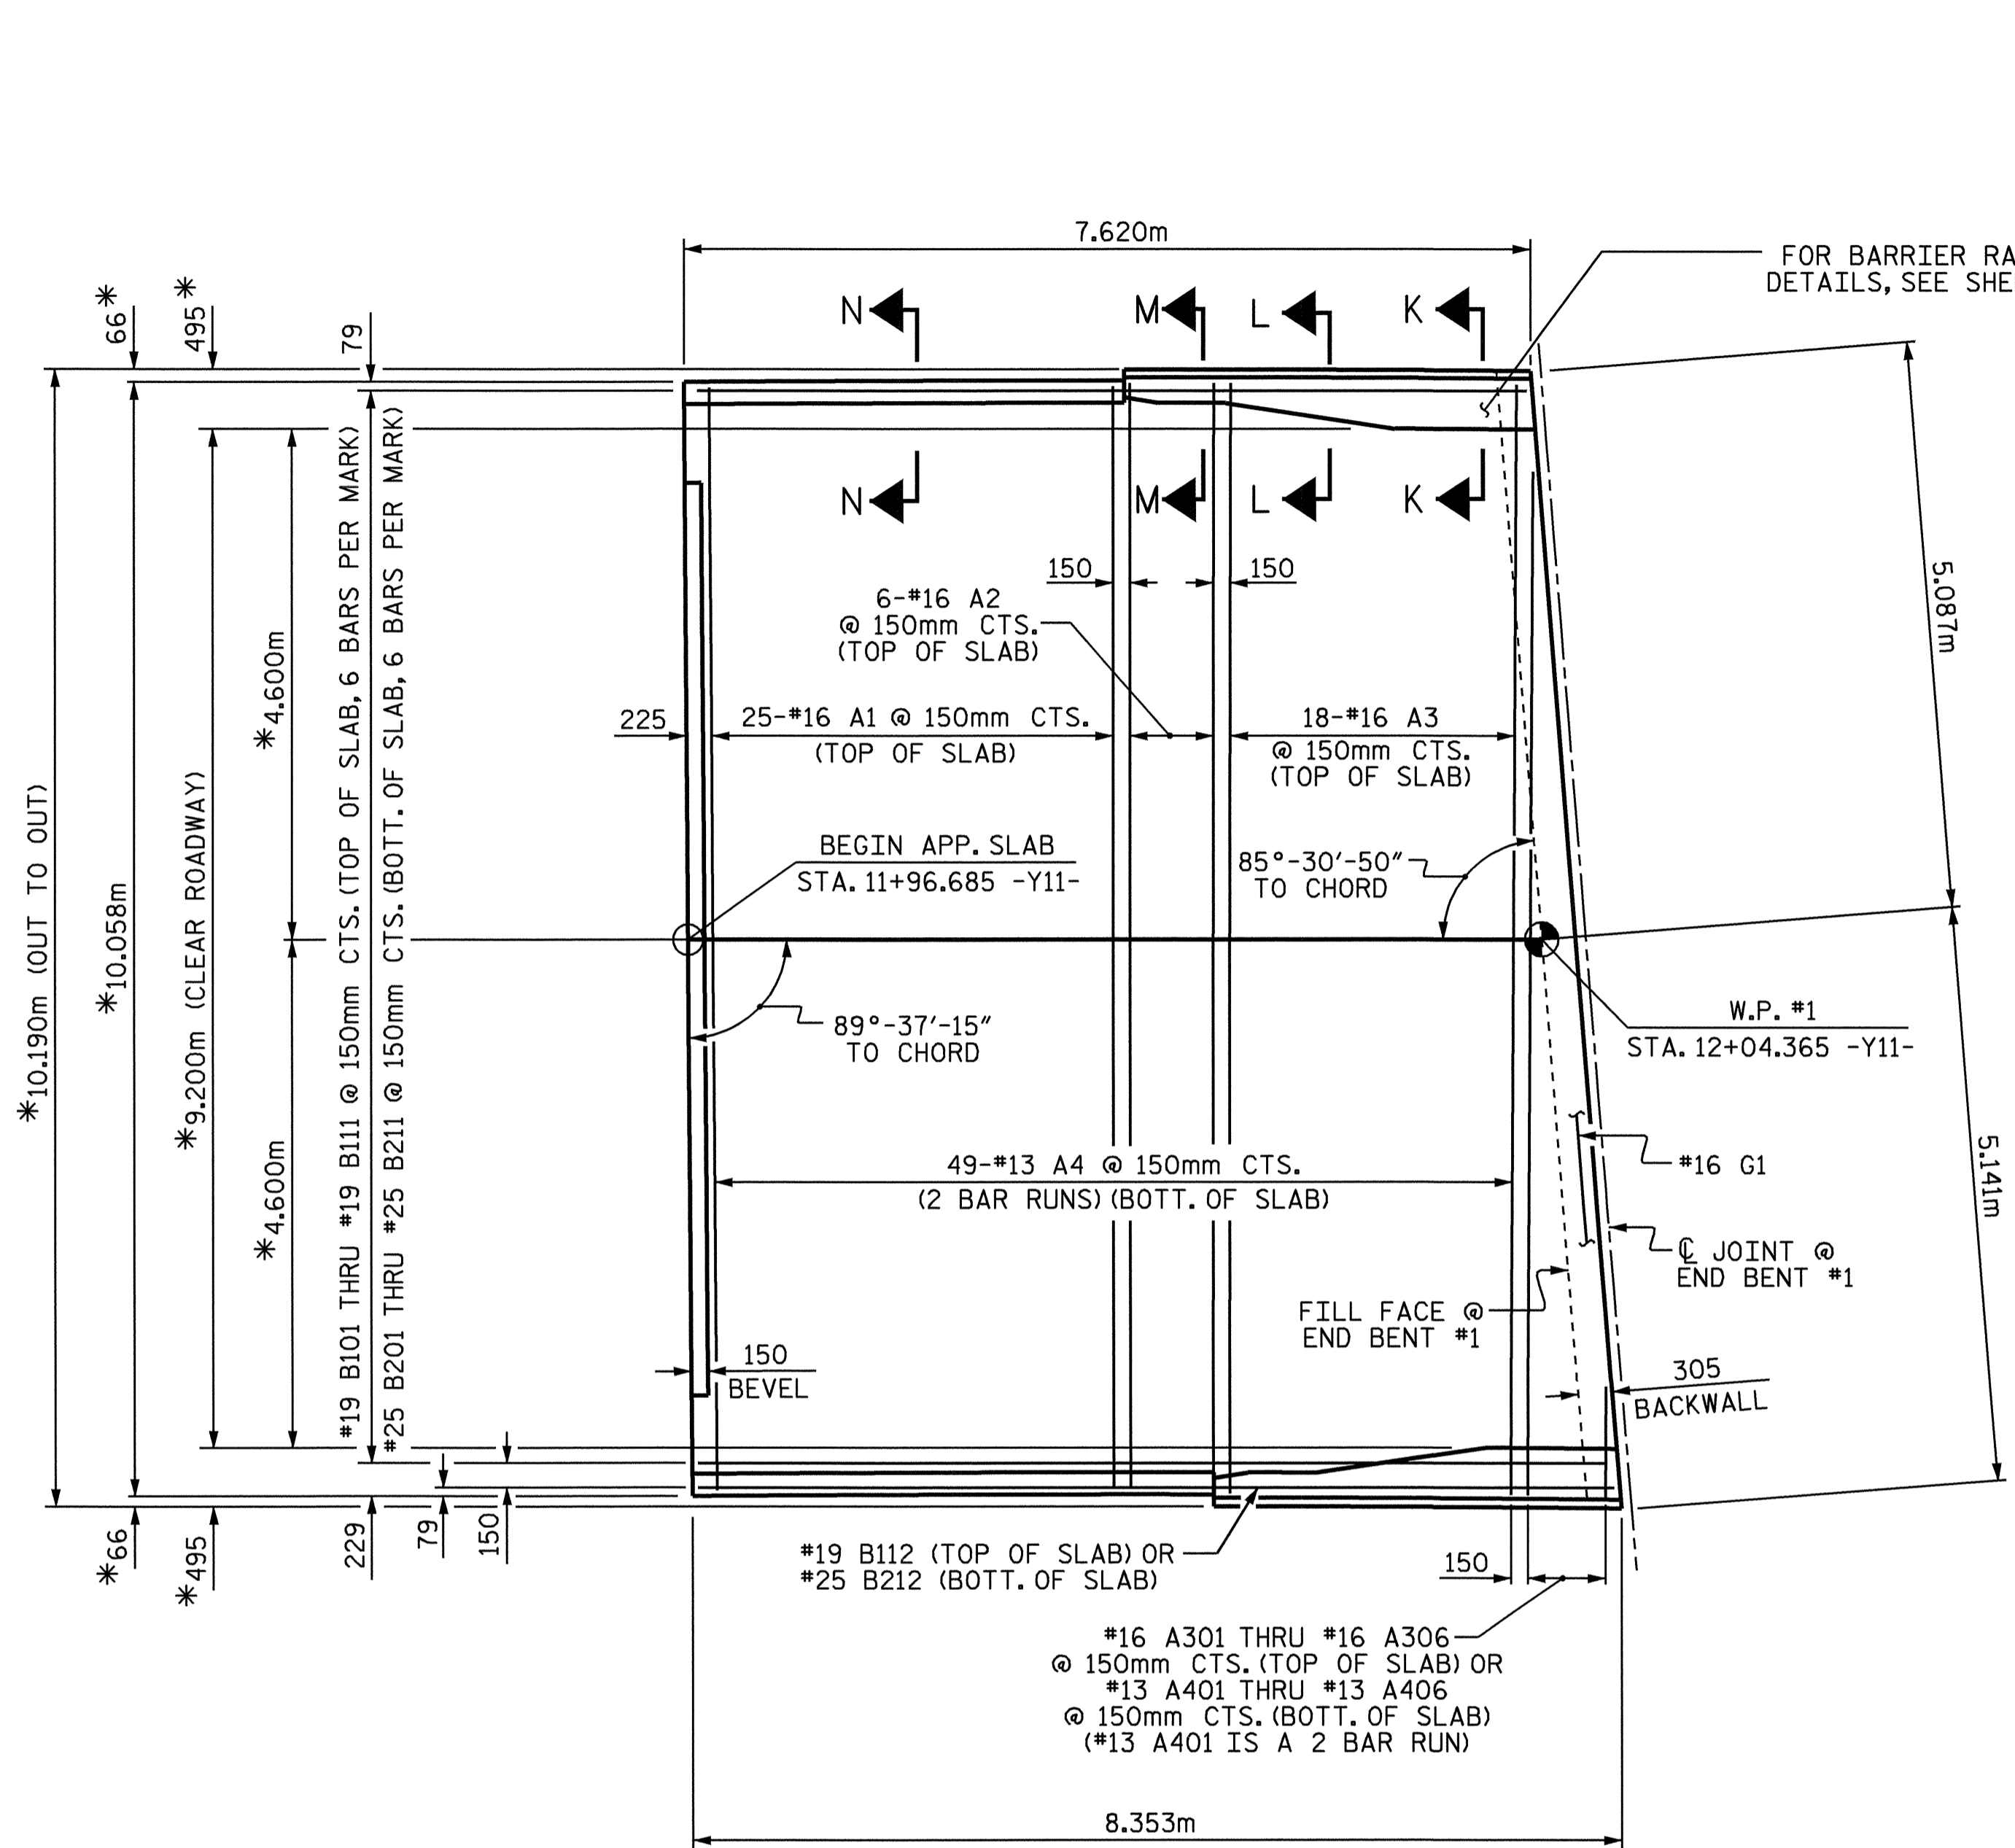 7.620m
FOR BARRIER RA
DETAILS, SEE SHE
66*
495*
79
N
M
L
K
N
M
L
K
150
150
6-#16 A2
@ 150mm CTS.
(TOP OF SLAB)
225
25-#16 A1 @ 150mm CTS.
(TOP OF SLAB)
18-#16 A3
@ 150mm CTS.
(TOP OF SLAB)
5.087m
*4.600m
*10.190m (OUT TO OUT)
*10.058m
*9.200m (CLEAR ROADWAY)
*4.600m
#19 B101 THRU #19 B111 @ 150mm CTS. (TOP OF SLAB, 6 BARS PER MARK)
#25 B201 THRU #25 B211 @ 150mm CTS. (BOTT. OF SLAB, 6 BARS PER MARK)
BEGIN APP. SLAB
STA. 11+96.685 -Y11-
85°-30'-50"
TO CHORD
89°-37'-15"
TO CHORD
W.P. #1
STA. 12+04.365 -Y11-
49-#13 A4 @ 150mm CTS.
(2 BAR RUNS) (BOTT. OF SLAB)
#16 G1
5.141m
℄ JOINT @
END BENT #1
FILL FACE @
END BENT #1
150
BEVEL
305
BACKWALL
*66
*495
229
79
150
#19 B112 (TOP OF SLAB) OR
#25 B212 (BOTT. OF SLAB)
150
#16 A301 THRU #16 A306
@ 150mm CTS. (TOP OF SLAB) OR
#13 A401 THRU #13 A406
@ 150mm CTS. (BOTT. OF SLAB)
(#13 A401 IS A 2 BAR RUN)
8.353m